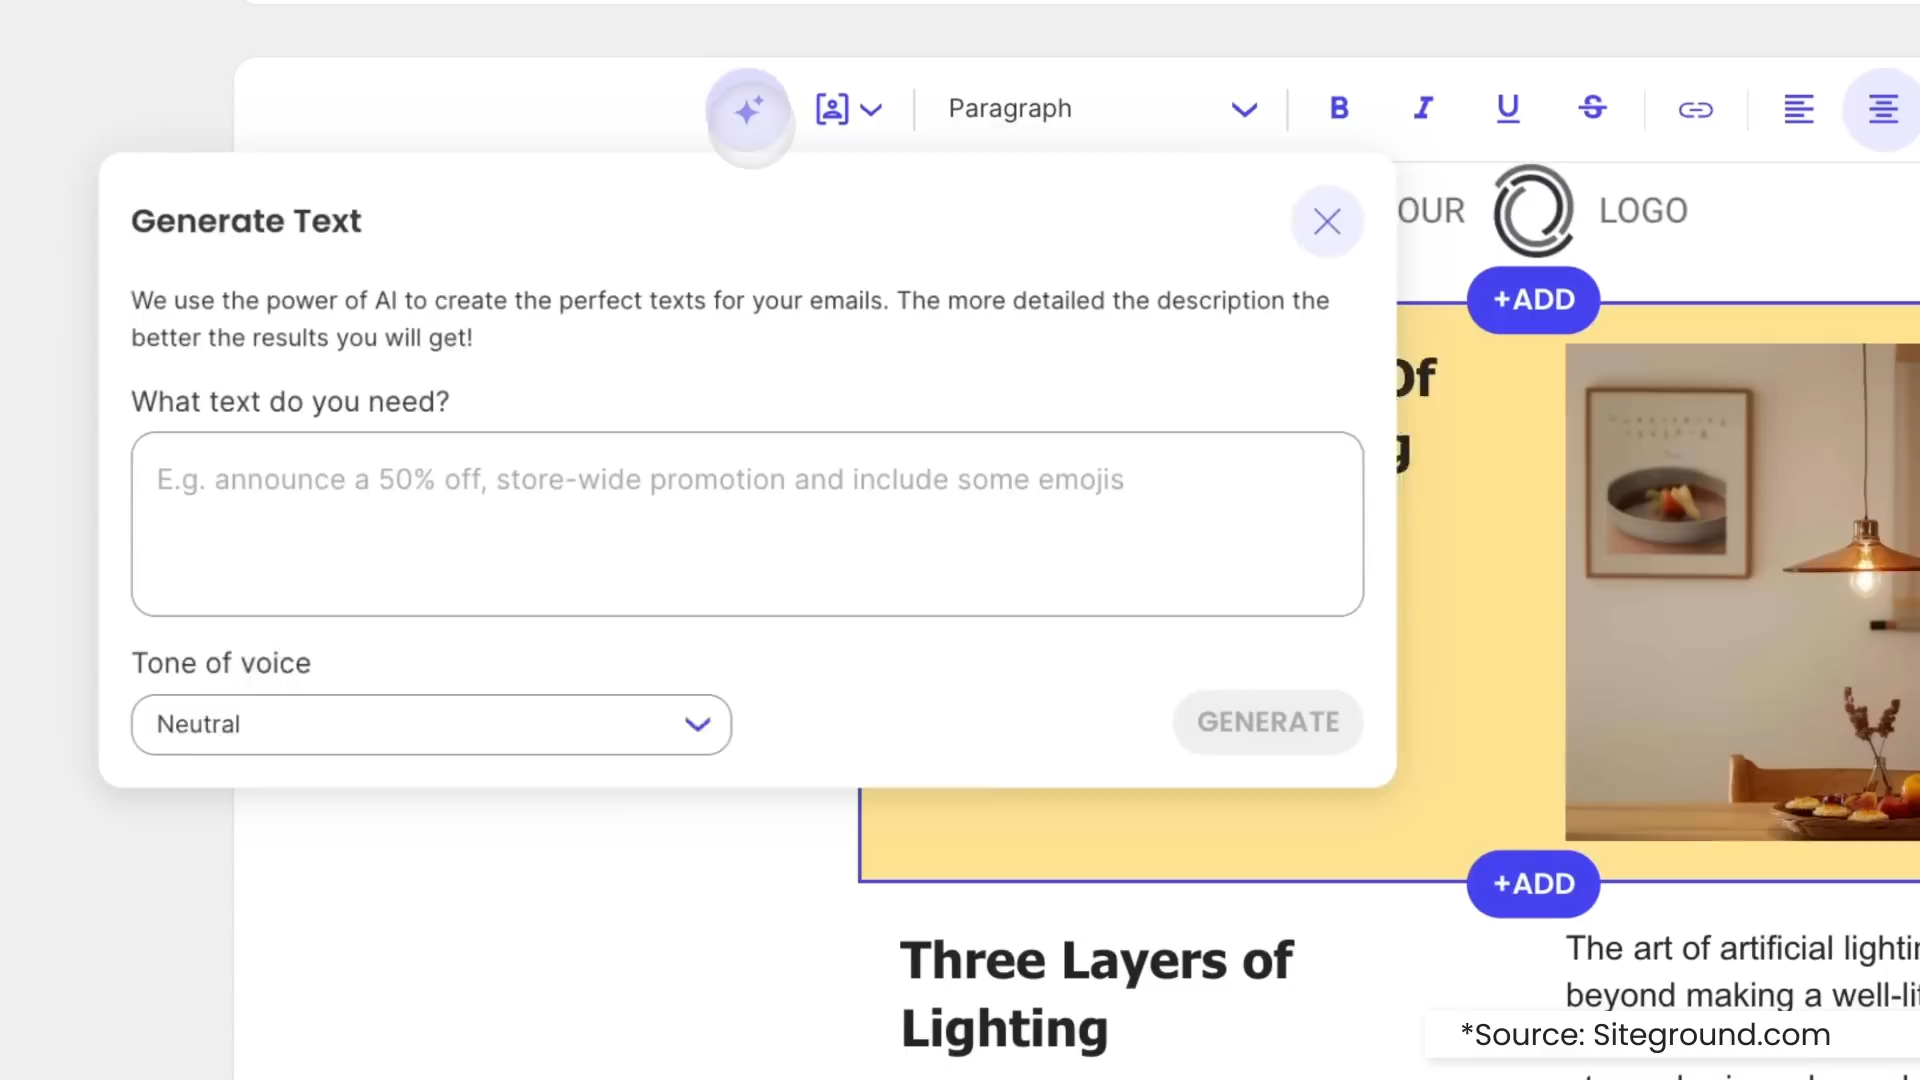 Paragraph
B I U S
Generate Text
OUR LOGO
We use the power of AI to create the perfect texts for your emails. The more detailed the description the
better the results you will get!
+ADD
Of
What text do you need?
g
E.g. announce a 50% off, store-wide promotion and include some emojis
Tone of voice
Neutral
GENERATE
+ADD
Three Layers of
Lighting
The art of artificial lightin
beyond making a well-lit
*Source: Siteground.com